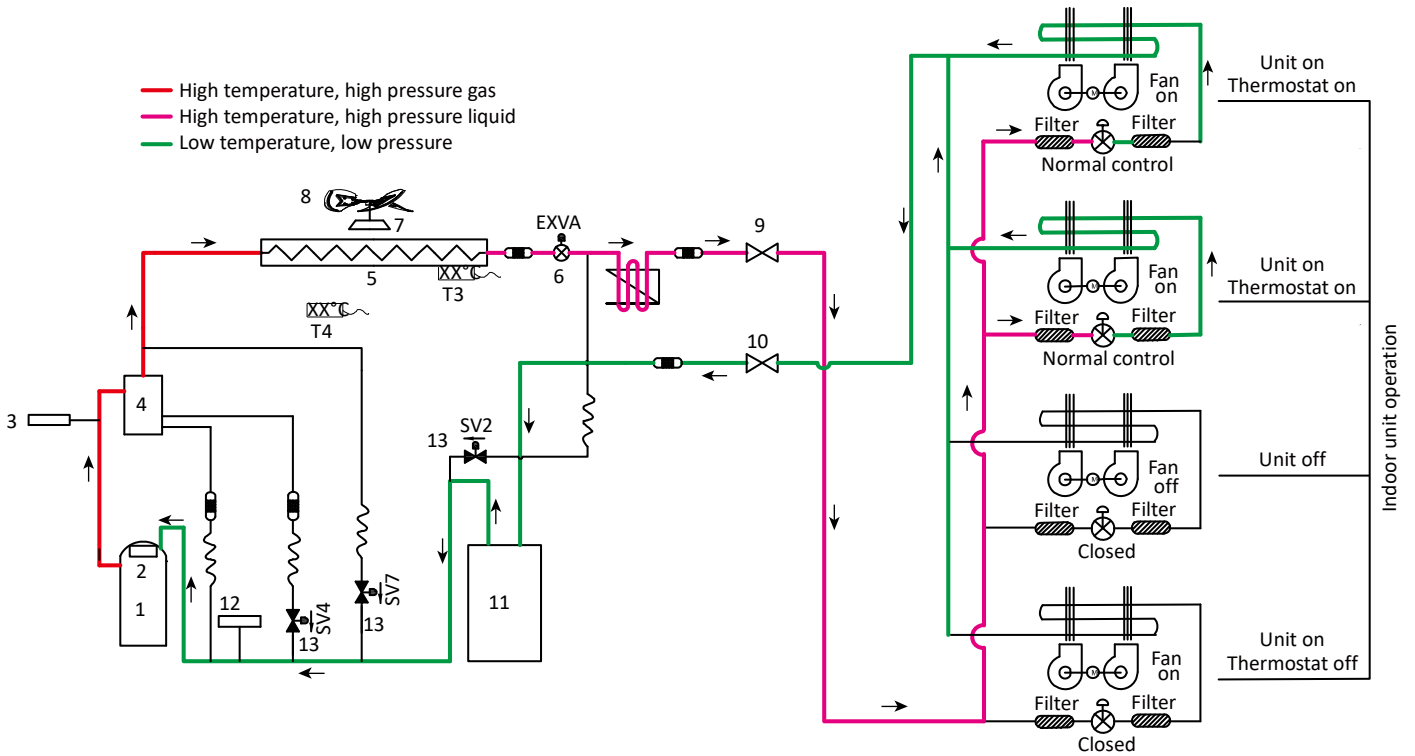 High temperature, high pressure gas
High temperature, high pressure liquid
Low temperature, low pressure
8
7
EXVA
9
5
XX°C
T3
6
XX°C
T4
10
3
4
13
SV2
2
1
12
SV4
13
SV7
13
11
M
Fan
on
Filter
Filter
Normal control
Unit on
Thermostat on
M
Fan
on
Filter
Filter
Normal control
Unit on
Thermostat on
M
Fan
off
Filter
Filter
Closed
Unit off
M
Fan
on
Filter
Filter
Closed
Unit on
Thermostat off
Indoor unit operation